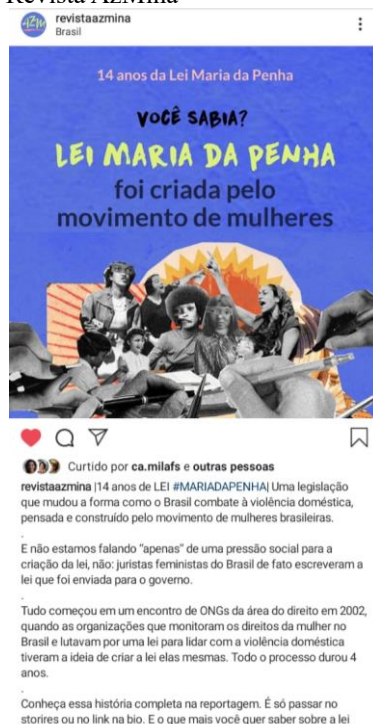 Revista AzMina
AZM
revistaazmina
Brasil
14 anos da Lei Maria da Penha
VOCÊ SABIA?
LEI MARIA DA PENHA
foi criada pelo
movimento de mulheres
Curtido por ca.milafs e outras pessoas
revistaazmina |14 anos de LEI #MARIADAPENHA| Uma legislação
que mudou a forma como o Brasil combate à violência doméstica,
pensada e construído pelo movimento de mulheres brasileiras.
.
E não estamos falando "apenas" de uma pressão social para a
criação da lei, não: juristas feministas do Brasil de fato escreveram a
lei que foi enviada para o governo.
.
Tudo começou em um encontro de ONGs da área do direito em 2002,
quando as organizações que monitoram os direitos da mulher no
Brasil e lutavam por uma lei para lidar com a violência doméstica
tiveram a ideia de criar a lei elas mesmas. Todo o processo durou 4
anos.
.
Conheça essa história completa na reportagem. É só passar no
storires ou no link na bio. E o que mais você quer saber sobre a lei